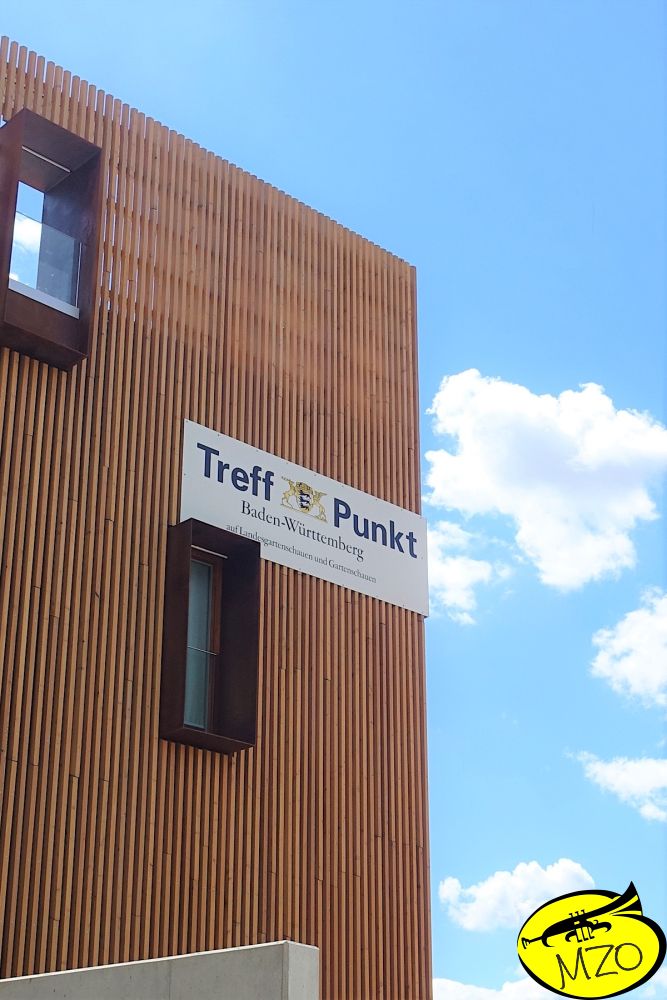 Treff Punkt
Baden-Württemberg
auf Landesgartenschauen und Gartenschauen
MZO